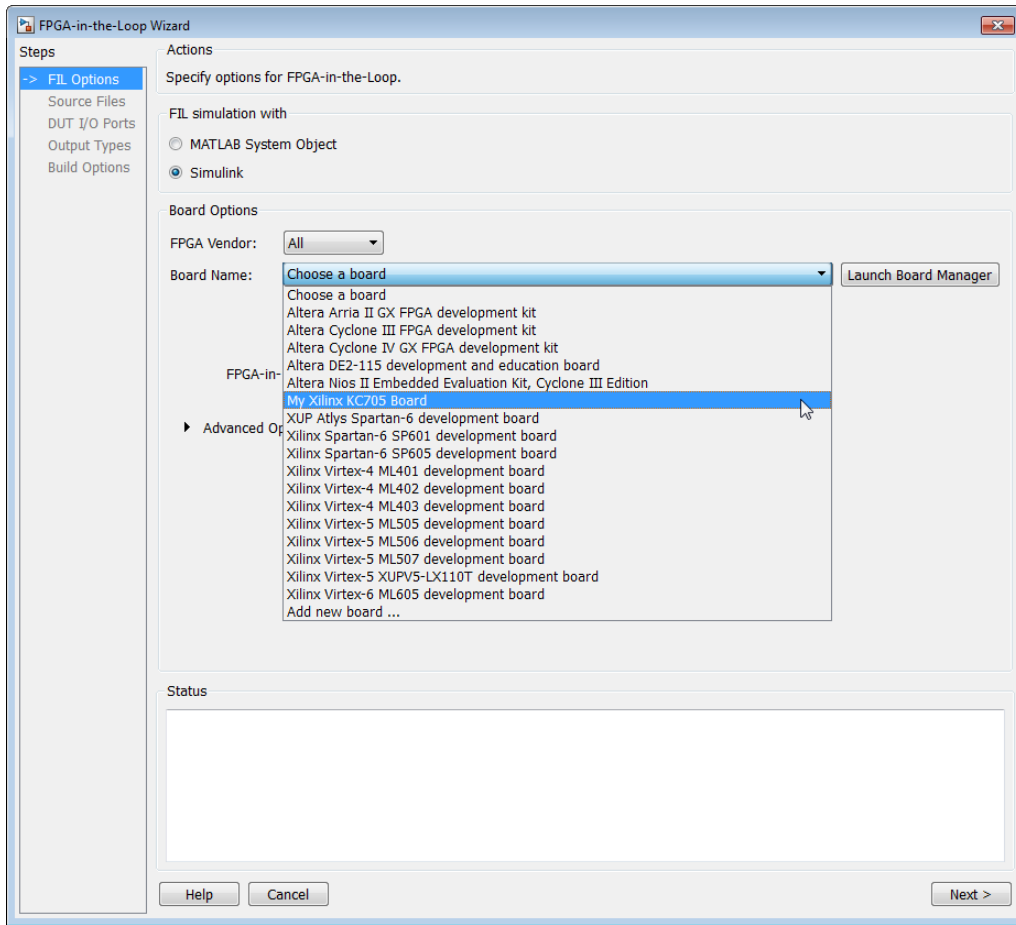 FPGA-in-the-Loop Wizard
Steps
-> FIL Options
Source Files
DUT I/O Ports
Output Types
Build Options
Actions
Specify options for FPGA-in-the-Loop.
FIL simulation with
MATLAB System Object
Simulink
Board Options
FPGA Vendor: All
Board Name: Choose a board Launch Board Manager
Choose a board
Altera Arria II GX FPGA development kit
Altera Cyclone III FPGA development kit
Altera Cyclone IV GX FPGA development kit
Altera DE2-115 development and education board
FPGA-in-
Altera Nios II Embedded Evaluation Kit, Cyclone III Edition
My Xilinx KC705 Board
XUP Atlys Spartan-6 development board
Advanced Op
Xilinx Spartan-6 SP601 development board
Xilinx Spartan-6 SP605 development board
Xilinx Virtex-4 ML401 development board
Xilinx Virtex-4 ML402 development board
Xilinx Virtex-4 ML403 development board
Xilinx Virtex-5 ML505 development board
Xilinx Virtex-5 ML506 development board
Xilinx Virtex-5 ML507 development board
Xilinx Virtex-5 XUPV5-LX110T development board
Xilinx Virtex-6 ML605 development board
Add new board ...
Status
Help Cancel Next >